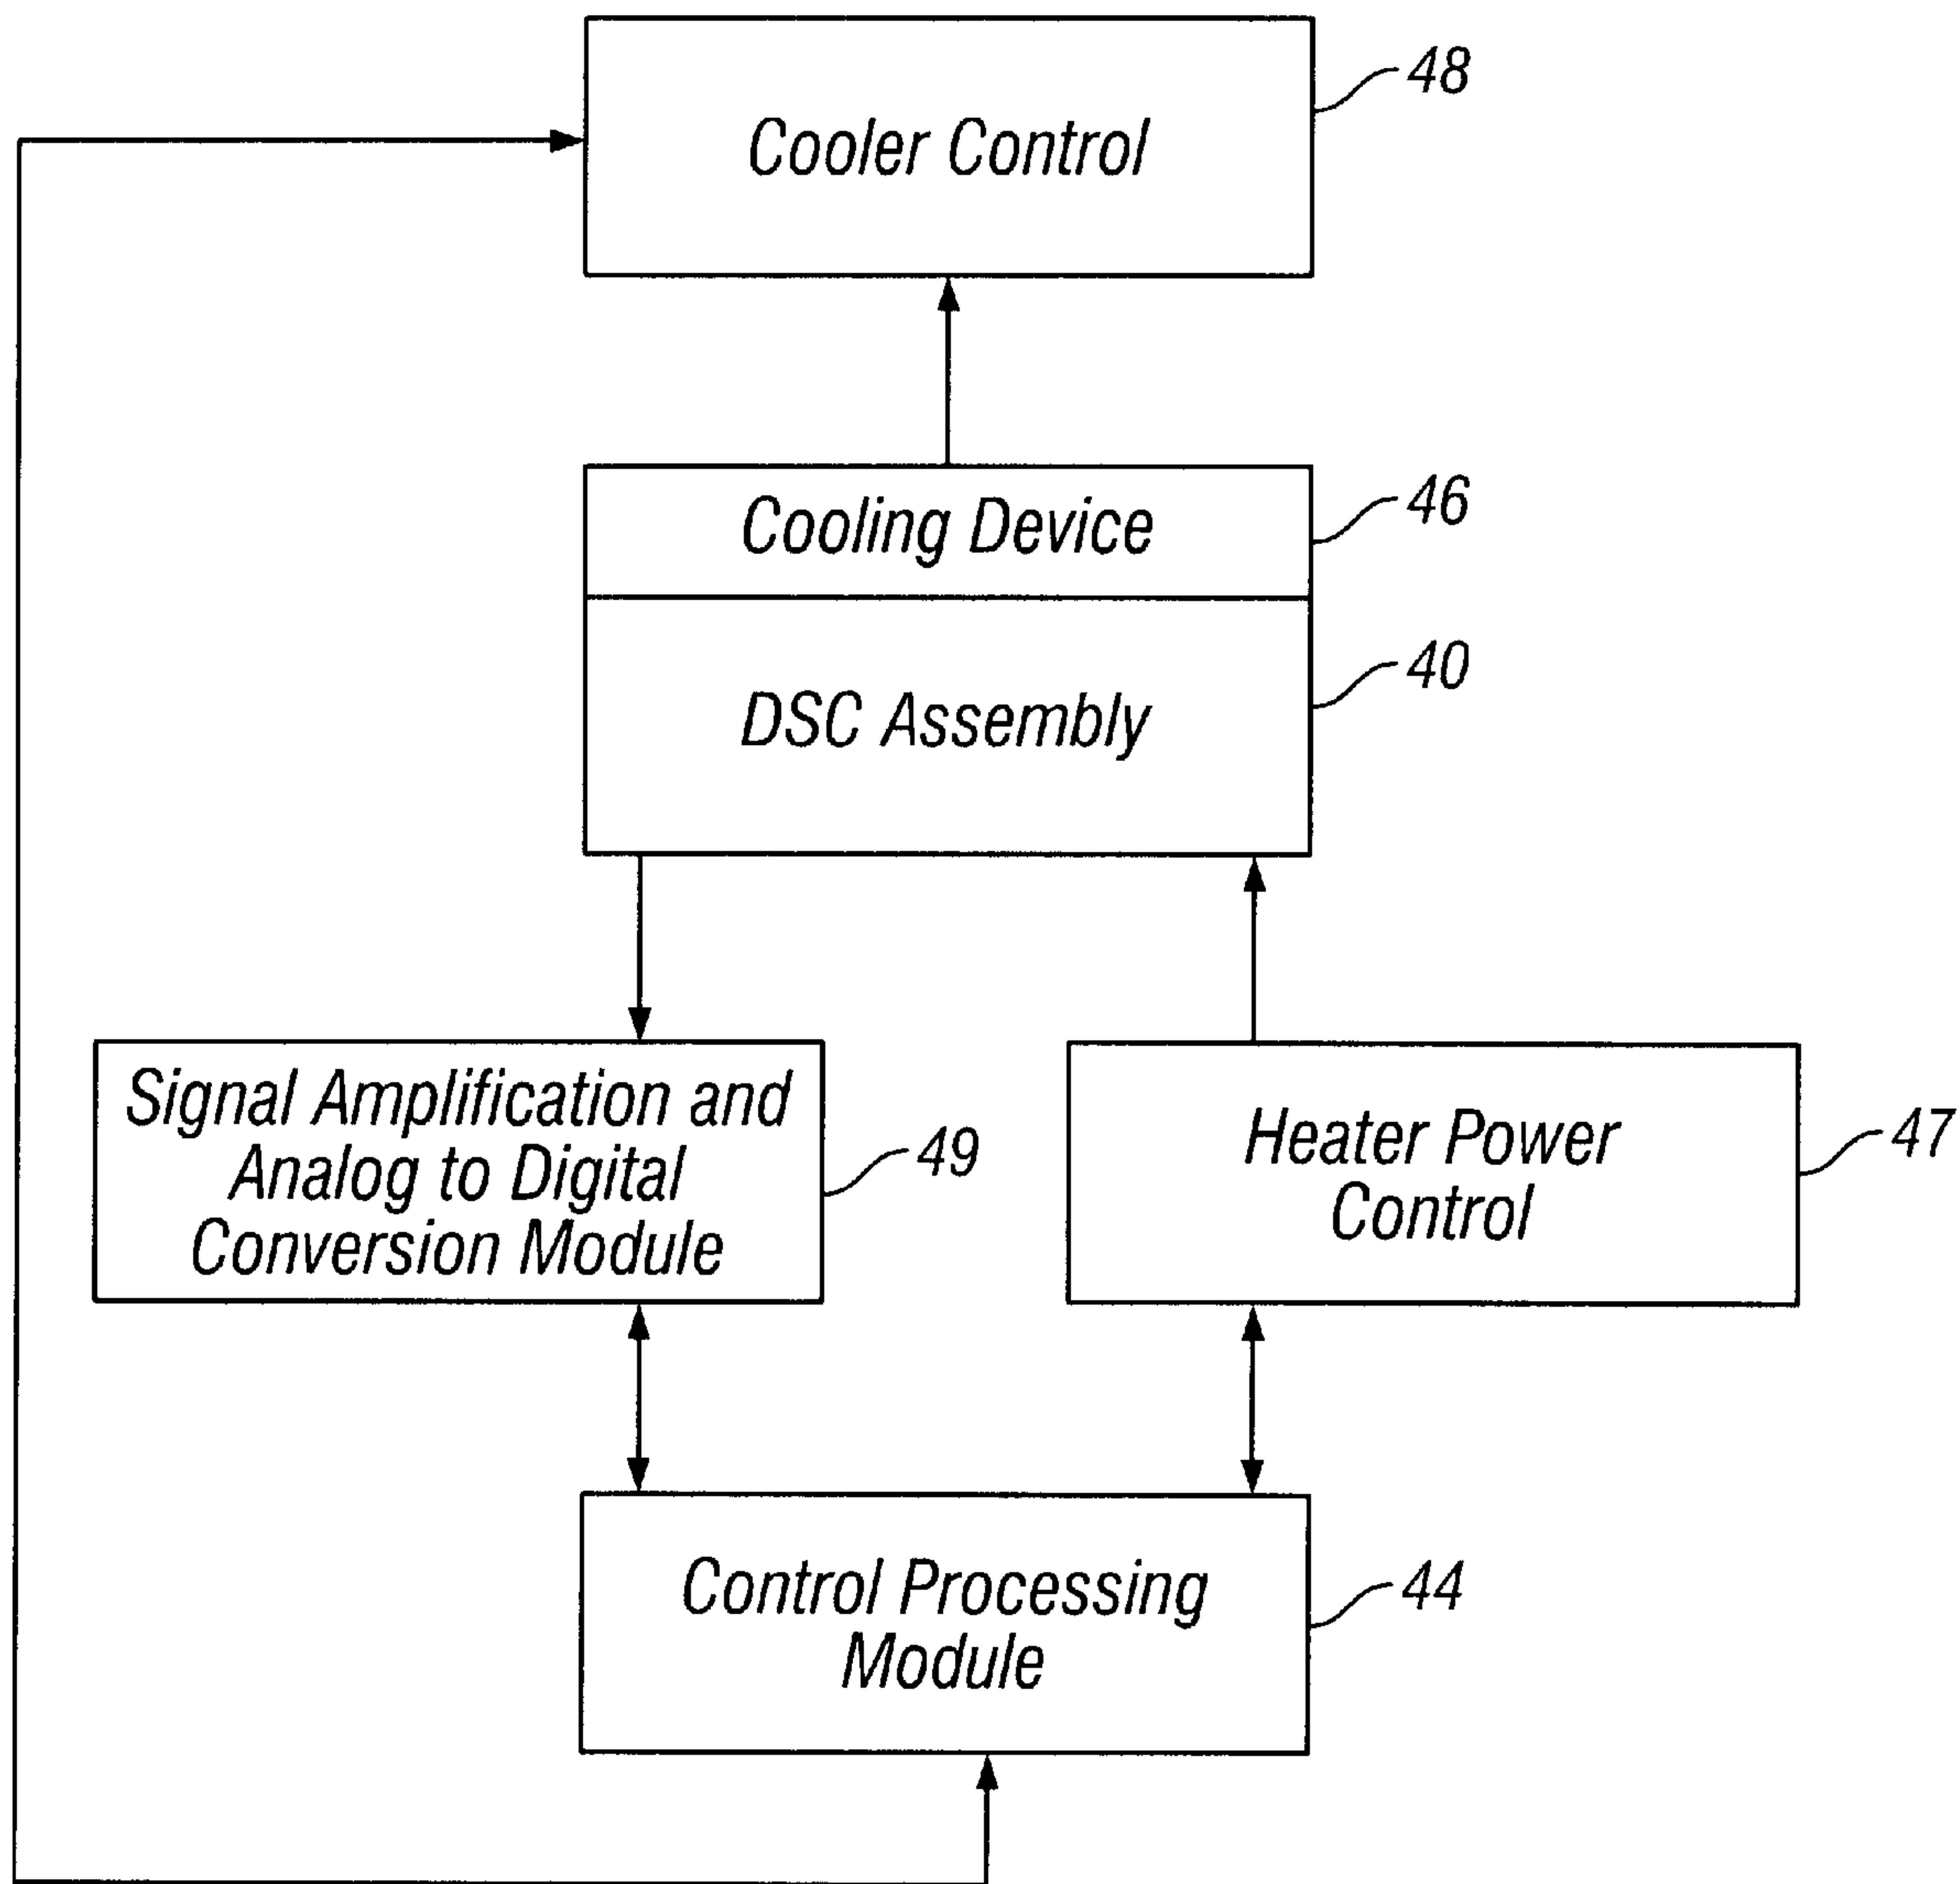 Cooler Control
48
Cooling Device
46
DSC Assembly
40
Signal Amplification and
Analog to Digital
Conversion Module
49
Heater Power
Control
47
Control Processing
Module
44